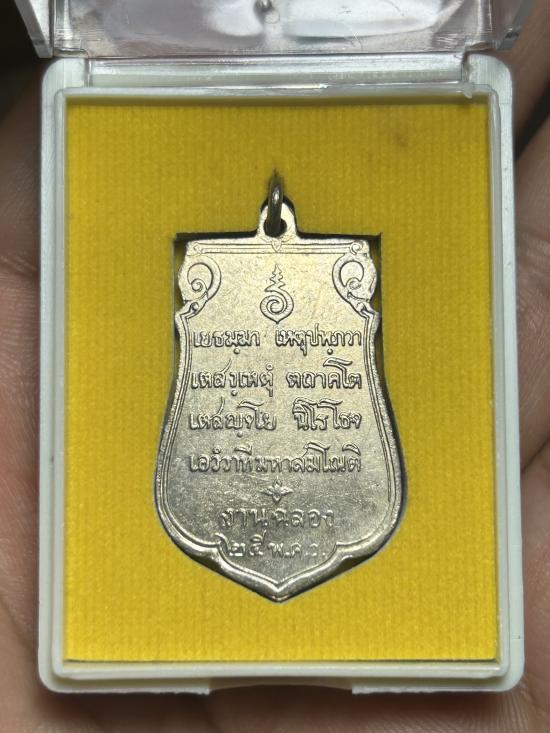 เยธมฺมา เหตุปฺพภวา
เตสํเหตุํ ตถาคโต
เตสญฺจโย นิโรโธจ
เอวํวาทีมหาสมโณติ
งานฉลอง
๒๕ พ.ศ.ว.